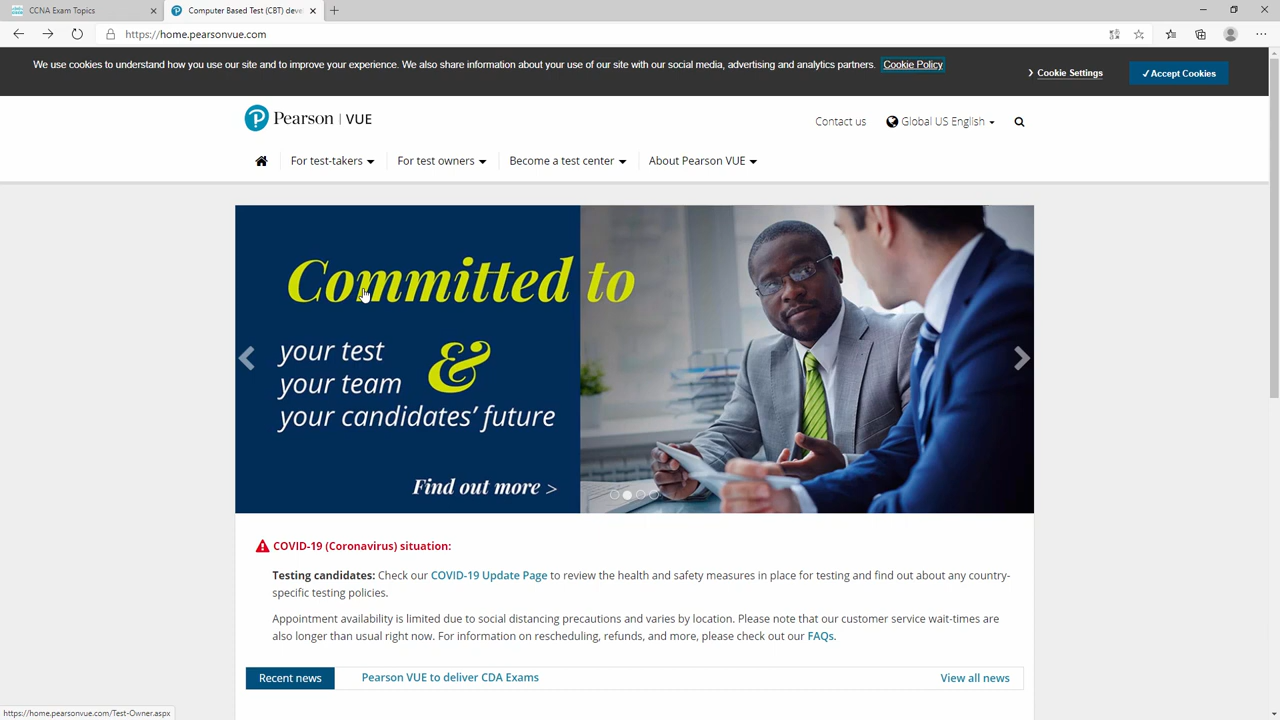 CCNA Exam Topics
Computer Based Test (CBT) deve
https://home.pearsonvue.com
We use cookies to understand how you use our site and to improve your experience. We also share information about your use of our site with our social media, advertising and analytics partners. Cookie Policy
Cookie Settings
Accept Cookies
Pearson | VUE
Contact us
Global US English
For test-takers
For test owners
Become a test center
About Pearson VUE
Committed to
your test
your team
&
your candidates' future
Find out more >
COVID-19 (Coronavirus) situation:
Testing candidates: Check our COVID-19 Update Page to review the health and safety measures in place for testing and find out about any country-
specific testing policies.
Appointment availability is limited due to social distancing precautions and varies by location. Please note that our customer service wait-times are
also longer than usual right now. For information on rescheduling, refunds, and more, please check out our FAQs.
Recent news
Pearson VUE to deliver CDA Exams
View all news
https://home.pearsonvue.com/Test-Owner.aspx